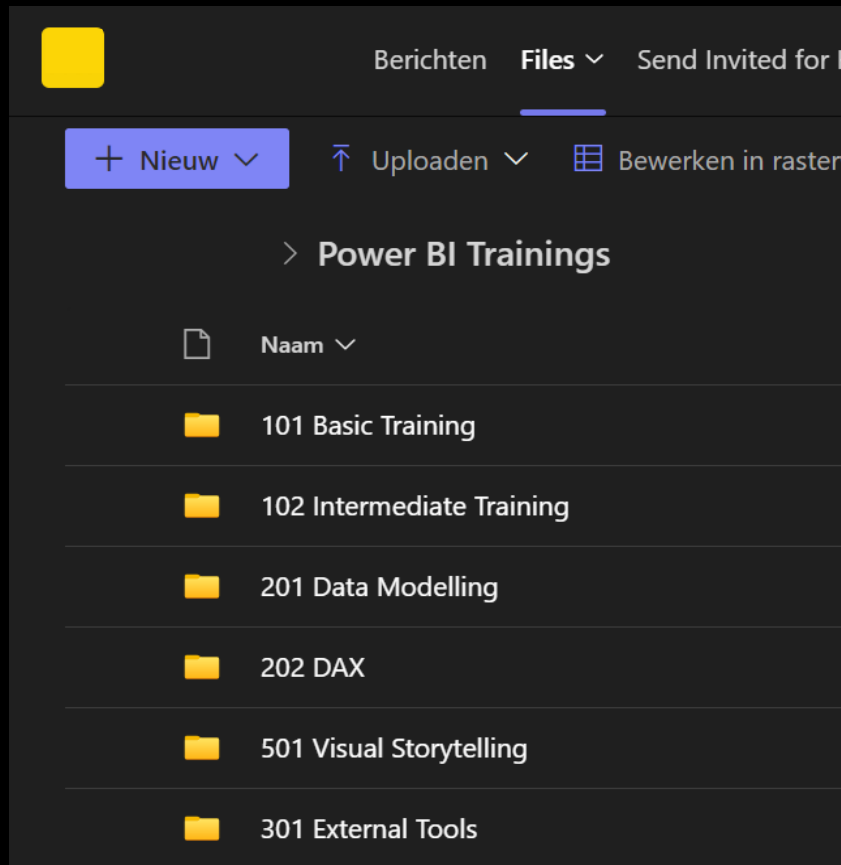 Berichten Files Send Invited for
Nieuw Uploaden Bewerken in raster
Power BI Trainings
Naam
101 Basic Training
102 Intermediate Training
201 Data Modelling
202 DAX
501 Visual Storytelling
301 External Tools